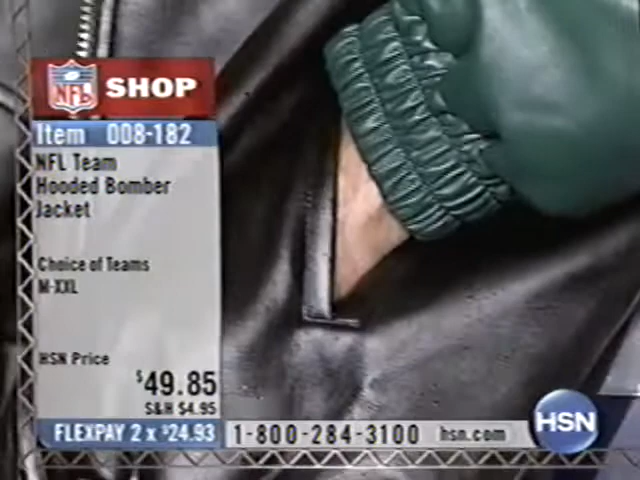 NFL SHOP
Item 008-182
NFL Team
Hooded Bomber
Jacket
Choice of Teams
M-XXL
HSN Price
$49.85
S&H $4.95
FLEXPAY 2 x $24.93
1-800-284-3100 hsn.com
HSN